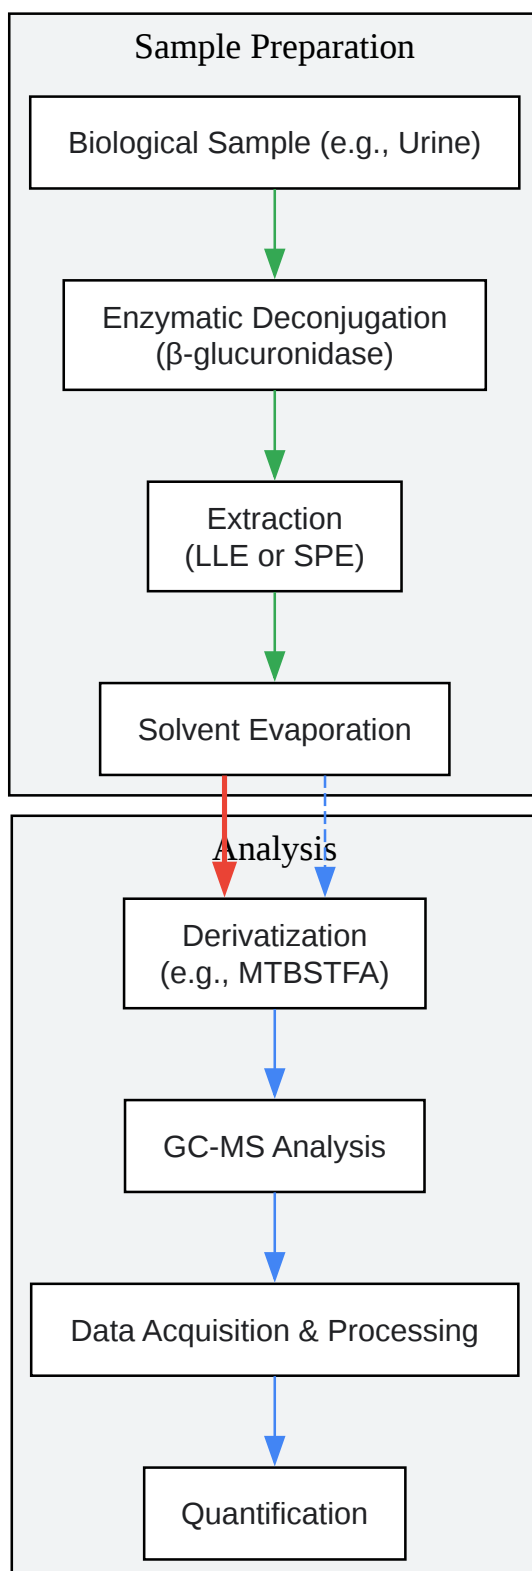 Sample Preparation
Biological Sample (e.g., Urine)
Enzymatic Deconjugation
(β-glucuronidase)
Extraction
(LLE or SPE)
Solvent Evaporation
Analysis
Derivatization
(e.g., MTBSTFA)
GC-MS Analysis
Data Acquisition & Processing
Quantification